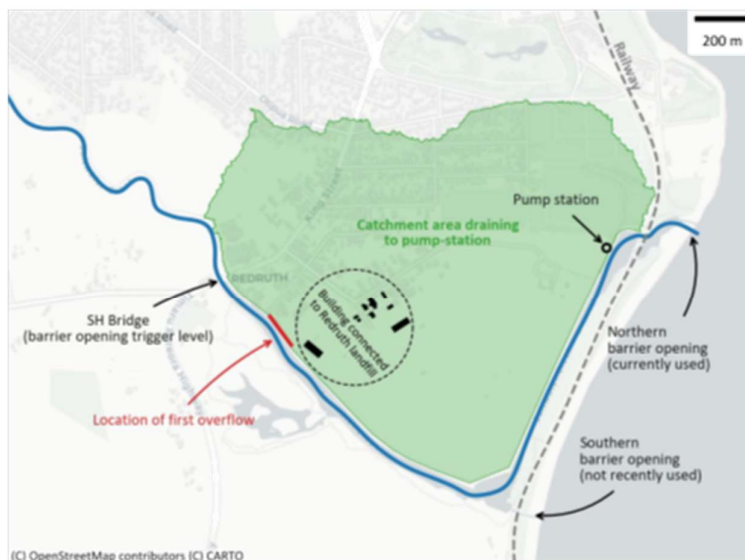 200 m
Railway
King Street
Pump station
Catchment area draining
to pump-station
REDRUTH
SH Bridge
(barrier opening trigger level)
Building connected
to Redruth landfill
Northern
barrier opening
(currently used)
Location of first overflow
Southern
barrier opening
(not recently used)
(C) OpenStreetMap contributors (C) CARTO